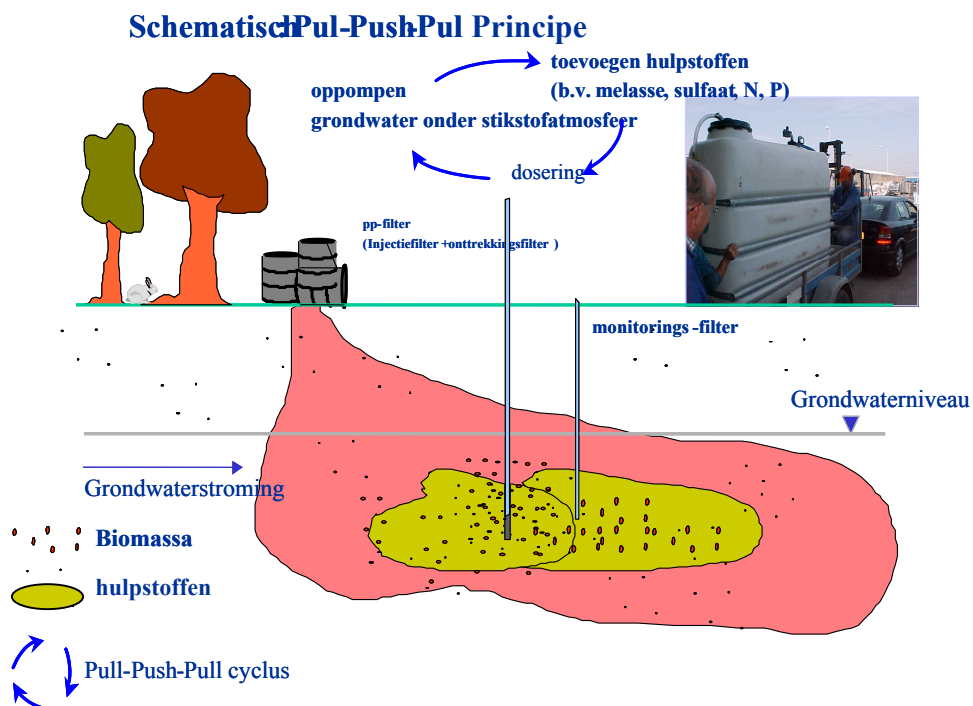 Schematisch: Pul-Push-Pul Principe
toevoegen hulpstoffen
(b.v. melasse, sulfaat, N, P)
oppompen
grondwater onder stikstofatmosfeer
dosering
pp-filter
(Injectiefilter +onttrekkingsfilter )
monitorings -filter
Grondwaterniveau
Grondwaterstroming
Biomassa
hulpstoffen
Pull-Push-Pull cyclus